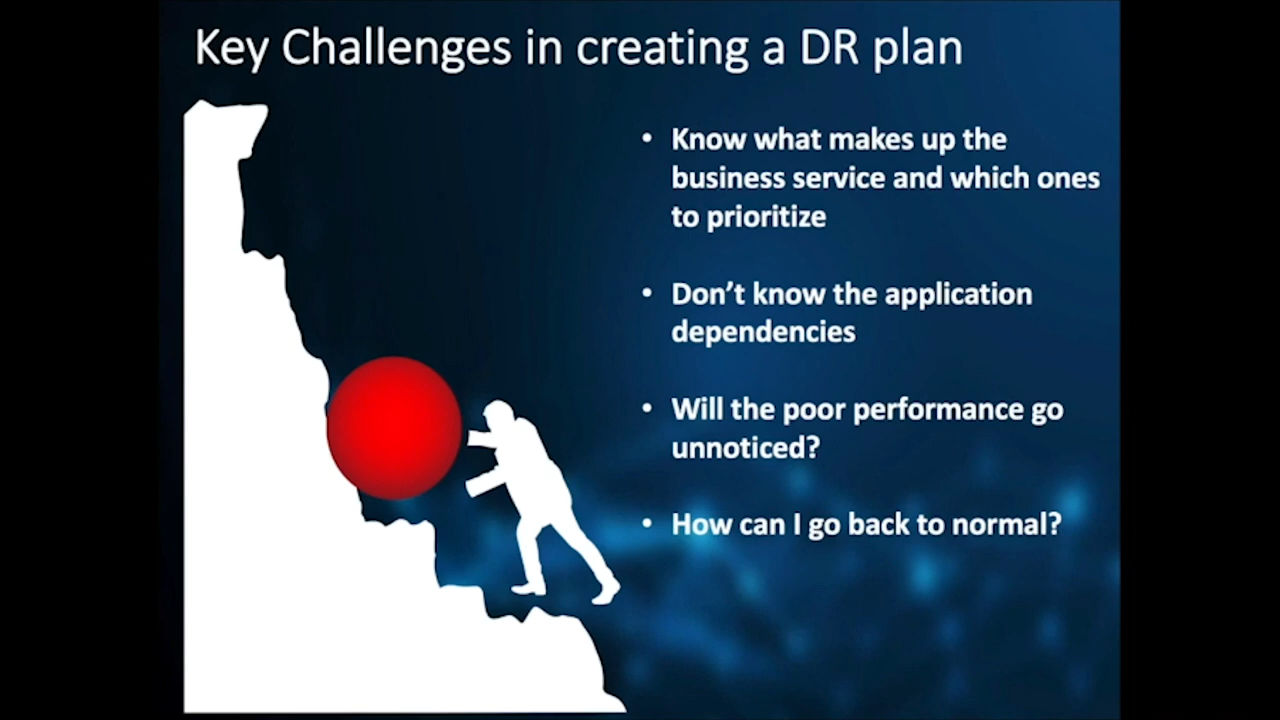 Key Challenges in creating a DR plan
• Know what makes up the
business service and which ones
to prioritize
• Don’t know the application
dependencies
• Will the poor performance go
unnoticed?
• How can I go back to normal?